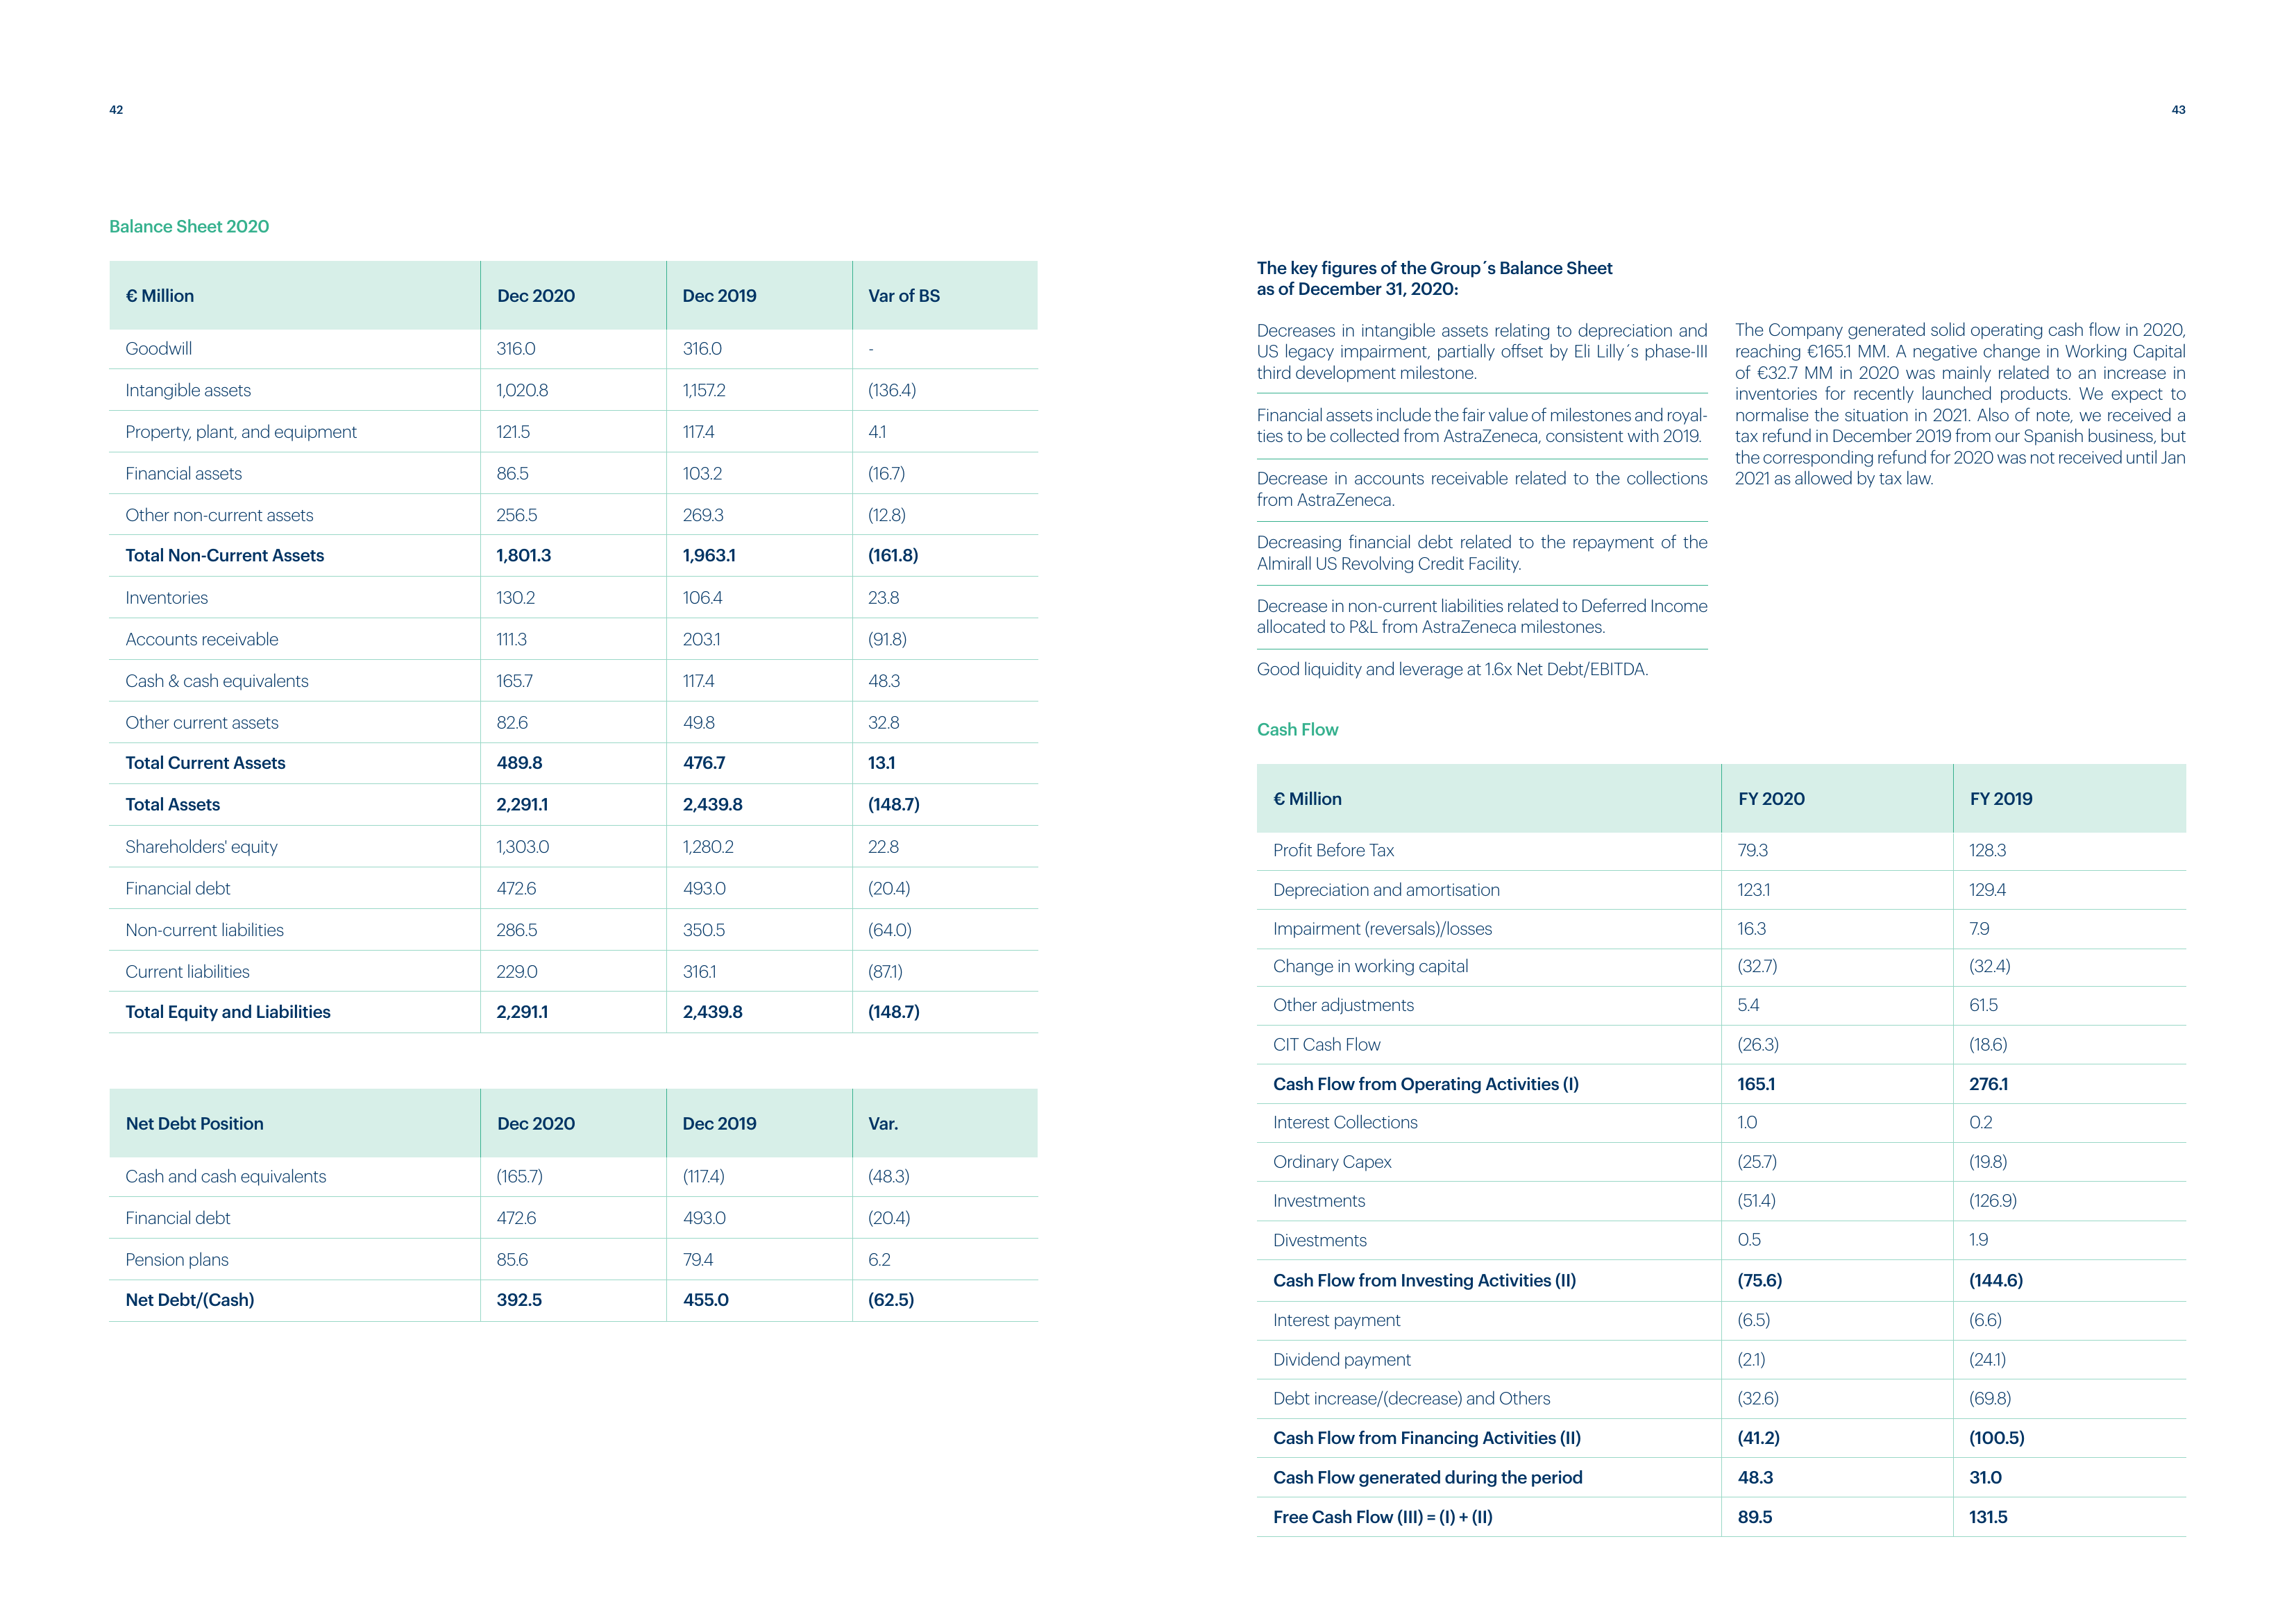 42
43
Balance Sheet 2020
€ Million Dec 2020 Dec 2019 Var of BS
Goodwill 316.0 316.0 -
Intangible assets 1,020.8 1,157.2 (136.4)
Property, plant, and equipment 121.5 117.4 4.1
Financial assets 86.5 103.2 (16.7)
Other non-current assets 256.5 269.3 (12.8)
Total Non-Current Assets 1,801.3 1,963.1 (161.8)
Inventories 130.2 106.4 23.8
Accounts receivable 111.3 203.1 (91.8)
Cash & cash equivalents 165.7 117.4 48.3
Other current assets 82.6 49.8 32.8
Total Current Assets 489.8 476.7 13.1
Total Assets 2,291.1 2,439.8 (148.7)
Shareholders' equity 1,303.0 1,280.2 22.8
Financial debt 472.6 493.0 (20.4)
Non-current liabilities 286.5 350.5 (64.0)
Current liabilities 229.0 316.1 (87.1)
Total Equity and Liabilities 2,291.1 2,439.8 (148.7)
Net Debt Position Dec 2020 Dec 2019 Var.
Cash and cash equivalents (165.7) (117.4) (48.3)
Financial debt 472.6 493.0 (20.4)
Pension plans 85.6 79.4 6.2
Net Debt/(Cash) 392.5 455.0 (62.5)
The key figures of the Group´s Balance Sheet
as of December 31, 2020:
Decreases in intangible assets relating to depreciation and
US legacy impairment, partially offset by Eli Lilly´s phase-III
third development milestone.
Financial assets include the fair value of milestones and royal-
ties to be collected from AstraZeneca, consistent with 2019.
Decrease in accounts receivable related to the collections
from AstraZeneca.
Decreasing financial debt related to the repayment of the
Almirall US Revolving Credit Facility.
Decrease in non-current liabilities related to Deferred Income
allocated to P&L from AstraZeneca milestones.
Good liquidity and leverage at 1.6x Net Debt/EBITDA.
The Company generated solid operating cash flow in 2020,
reaching €165.1 MM. A negative change in Working Capital
of €32.7 MM in 2020 was mainly related to an increase in
inventories for recently launched products. We expect to
normalise the situation in 2021. Also of note, we received a
tax refund in December 2019 from our Spanish business, but
the corresponding refund for 2020 was not received until Jan
2021 as allowed by tax law.
Cash Flow
€ Million FY 2020 FY 2019
Profit Before Tax 79.3 128.3
Depreciation and amortisation 123.1 129.4
Impairment (reversals)/losses 16.3 7.9
Change in working capital (32.7) (32.4)
Other adjustments 5.4 61.5
CIT Cash Flow (26.3) (18.6)
Cash Flow from Operating Activities (I) 165.1 276.1
Interest Collections 1.0 0.2
Ordinary Capex (25.7) (19.8)
Investments (51.4) (126.9)
Divestments 0.5 1.9
Cash Flow from Investing Activities (II) (75.6) (144.6)
Interest payment (6.5) (6.6)
Dividend payment (2.1) (24.1)
Debt increase/(decrease) and Others (32.6) (69.8)
Cash Flow from Financing Activities (II) (41.2) (100.5)
Cash Flow generated during the period 48.3 31.0
Free Cash Flow (III) = (I) + (II) 89.5 131.5